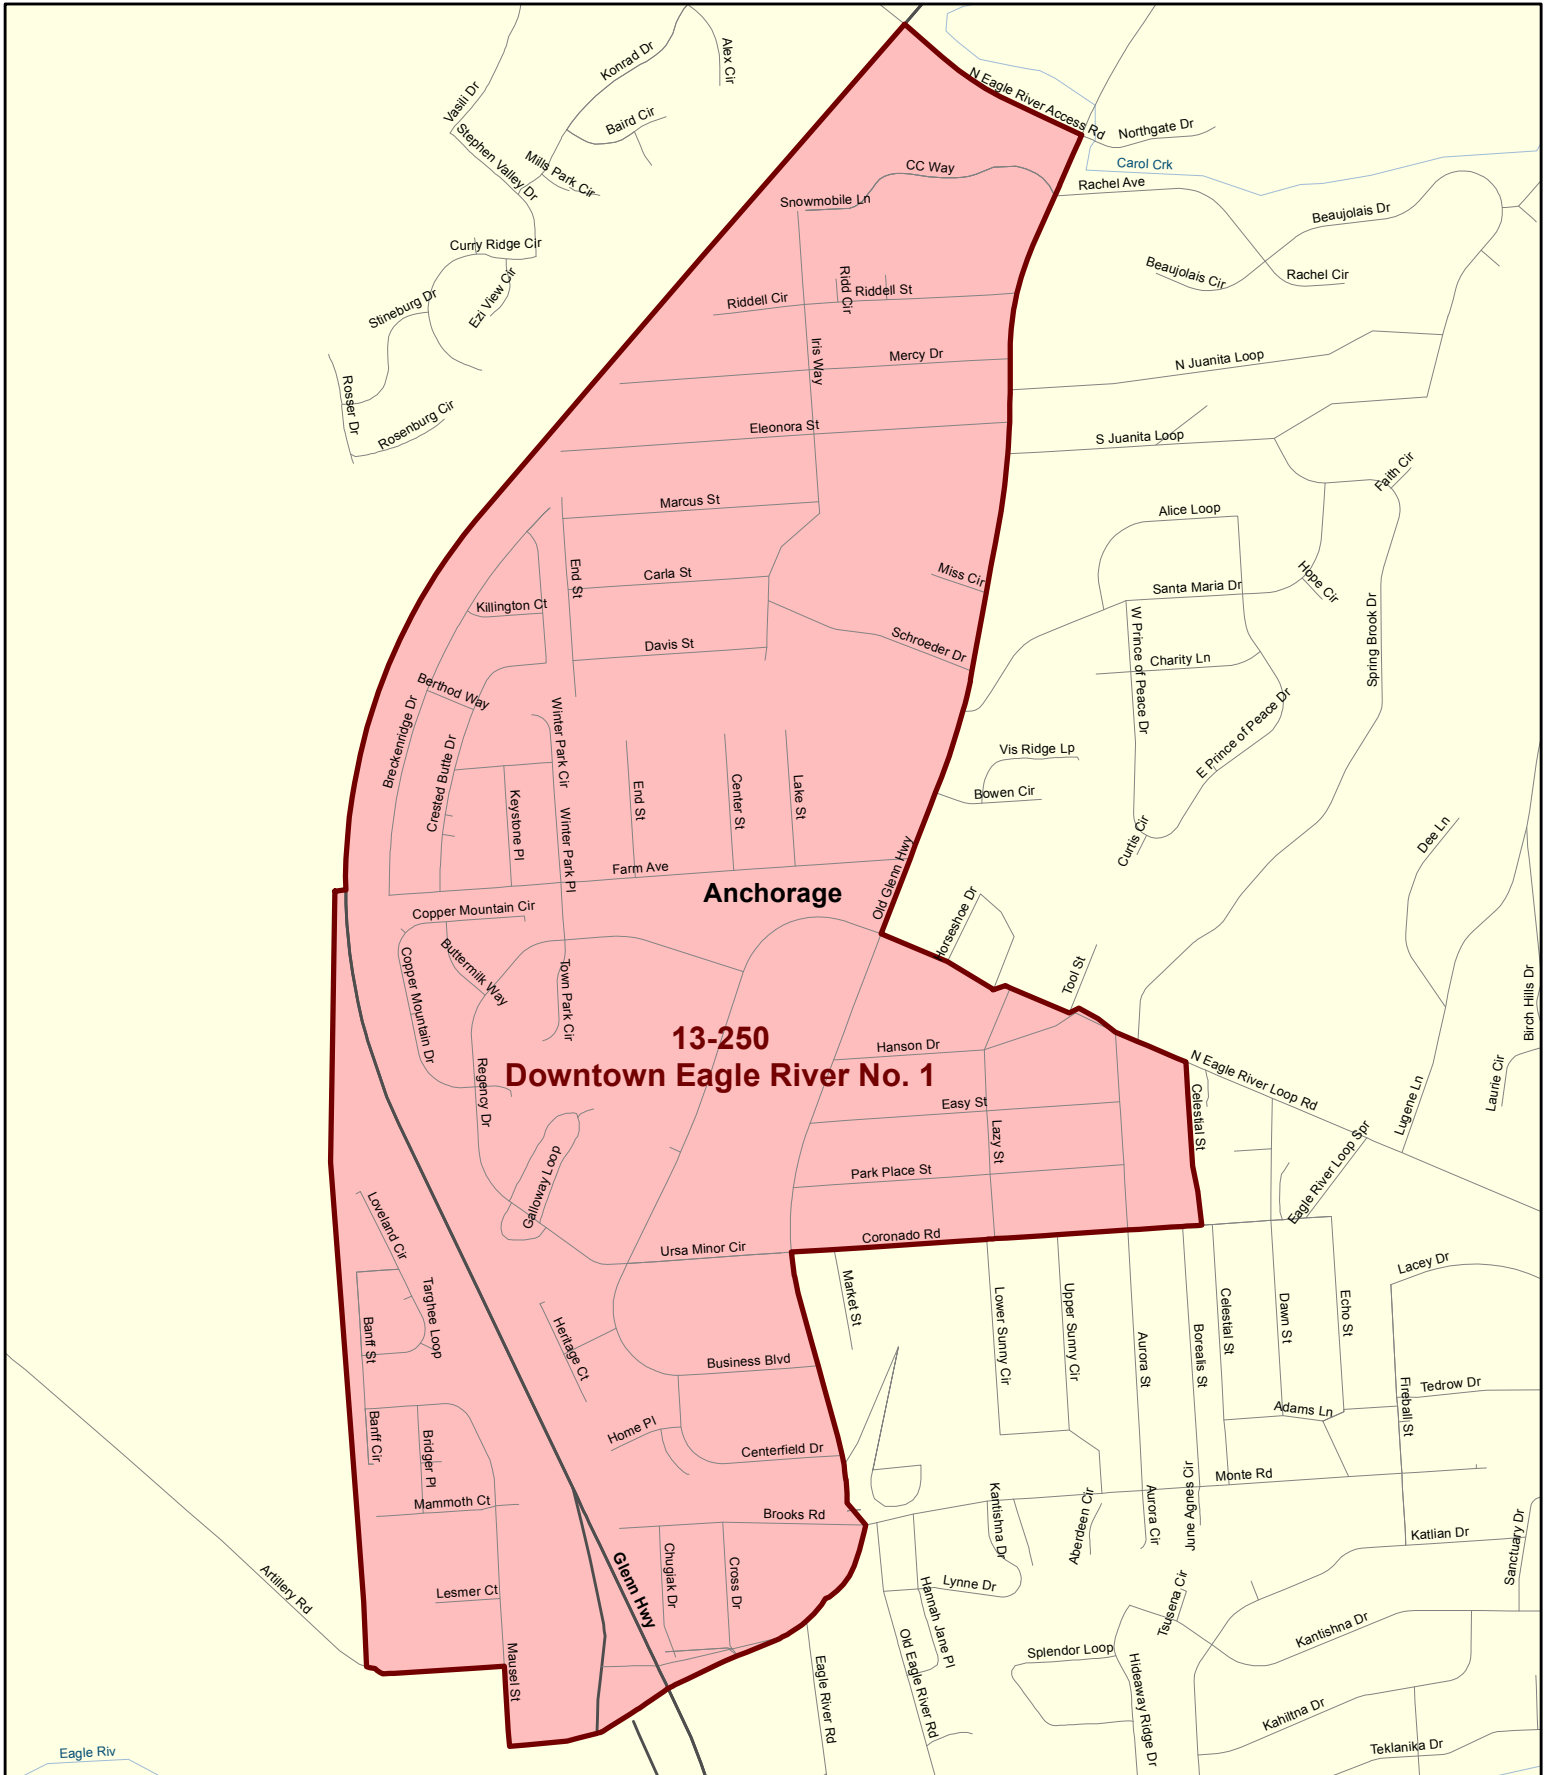 Konrad Dr
Alex Cir
Vasili Dr
Baird Cir
Stephen Valley Dr
Mills Park Cir
N Eagle River Access Rd
Northgate Dr
Carol Crk
CC Way
Rachel Ave
Snowmobile Ln
Beaujolais Dr
Curry Ridge Cir
Ezi View Cir
Beaujolais Cir
Rachel Cir
Ridd Cir
Riddell St
Riddell Cir
Stineburg Dr
Iris Way
Mercy Dr
N Juanita Loop
Rosser Dr
Rosenburg Cir
Eleonora St
S Juanita Loop
Faith Cir
Marcus St
Alice Loop
End St
Carla St
Miss Cir
Hope Cir
Santa Maria Dr
Killington Ct
Davis St
Schroeder Dr
W Prince of Peace Dr
Charity Ln
Spring Brook Dr
Berthod Way
Breckenridge Dr
Winter Park Cir
E Prince of Peace Dr
Vis Ridge Lp
Crested Butte Dr
Keystone Pl
End St
Center St
Lake St
Bowen Cir
Winter Park Pl
Curtis Cir
Dee Ln
Farm Ave
Old Glenn Hwy
Anchorage
Copper Mountain Cir
Horseshoe Dr
Buttermilk Way
Copper Mountain Dr
Town Park Cir
Tool St
Birch Hills Dr
13-250
Downtown Eagle River No. 1
Hanson Dr
N Eagle River Loop Rd
Regency Dr
Easy St
Celestial St
Laurie Cir
Lugene Ln
Lazy St
Park Place St
Eagle River Loop Spr
Galloway Loop
Loveland Cir
Coronado Rd
Ursa Minor Cir
Lacey Dr
Targhee Loop
Market St
Banff St
Heritage Ct
Lower Sunny Cir
Upper Sunny Cir
Aurora St
Borealis St
Celestial St
Dawn St
Echo St
Business Blvd
Fireball St
Tedrow Dr
Adams Ln
Banff Cir
Bridger Pl
Home Pl
Centerfield Dr
Monte Rd
Mammoth Ct
Brooks Rd
Kantishna Dr
Aberdeen Cir
Aurora Cir
June Agnes Cir
Katlian Dr
Sanctuary Dr
Artillery Rd
Lesmer Ct
Glenn Hwy
Chugiak Dr
Cross Dr
Hannah Jane Pl
Lynne Dr
Tsusena Cir
Kantishna Dr
Mausel St
Eagle River Rd
Old Eagle River Rd
Splendor Loop
Hideaway Ridge Dr
Kahiltna Dr
Teklanika Dr
Eagle Riv